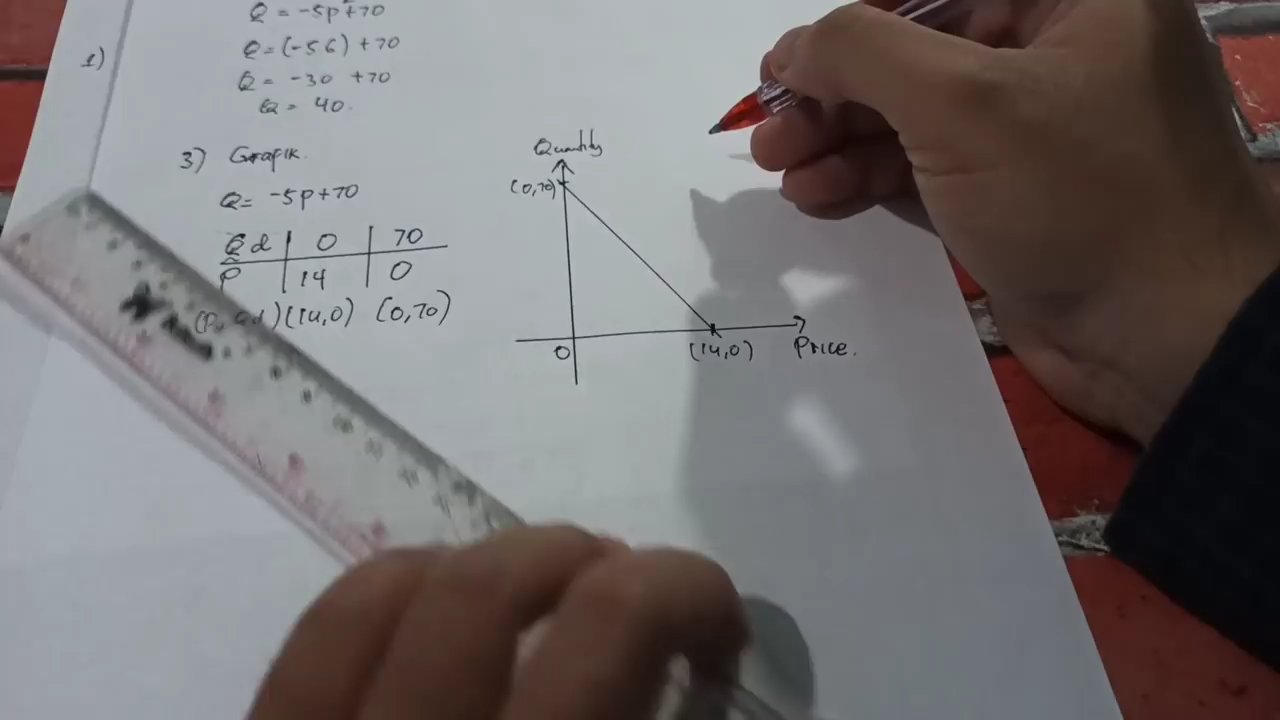 Q = -5p+70
1)
Q = (-56) + 70
Q = -30 +70
Q = 40.
3) Grafik.
Q = -5p+70
Qd | 0 | 70
P | 14 | 0
(14,0) (0,70)
Quantity
(0,70)
0
(14,0)
Price.